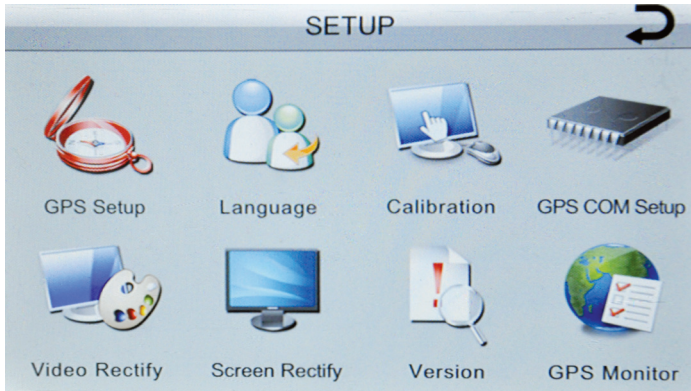 SETUP
GPS Setup Language Calibration GPS COM Setup
Video Rectify Screen Rectify Version GPS Monitor